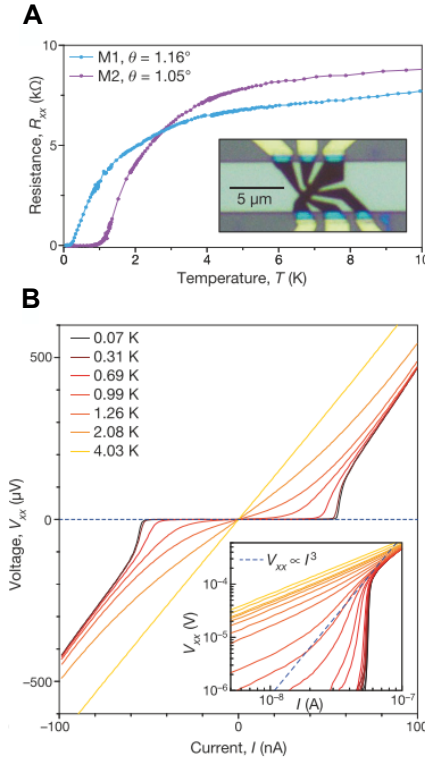 A
10
M1, θ = 1.16°
M2, θ = 1.05°
Resistance, Rxx (kΩ)
5
5 µm
0
0 2 4 6 8 10
Temperature, T (K)
B
500
0.07 K
0.31 K
0.69 K
0.99 K
1.26 K
2.08 K
4.03 K
Voltage, Vxx (µV)
0
Vxx ∝ I³
10⁻⁴
Vxx (V)
10⁻⁵
10⁻⁶
10⁻⁸ 10⁻⁷
I (A)
−500
−100 −50 0 50 100
Current, I (nA)